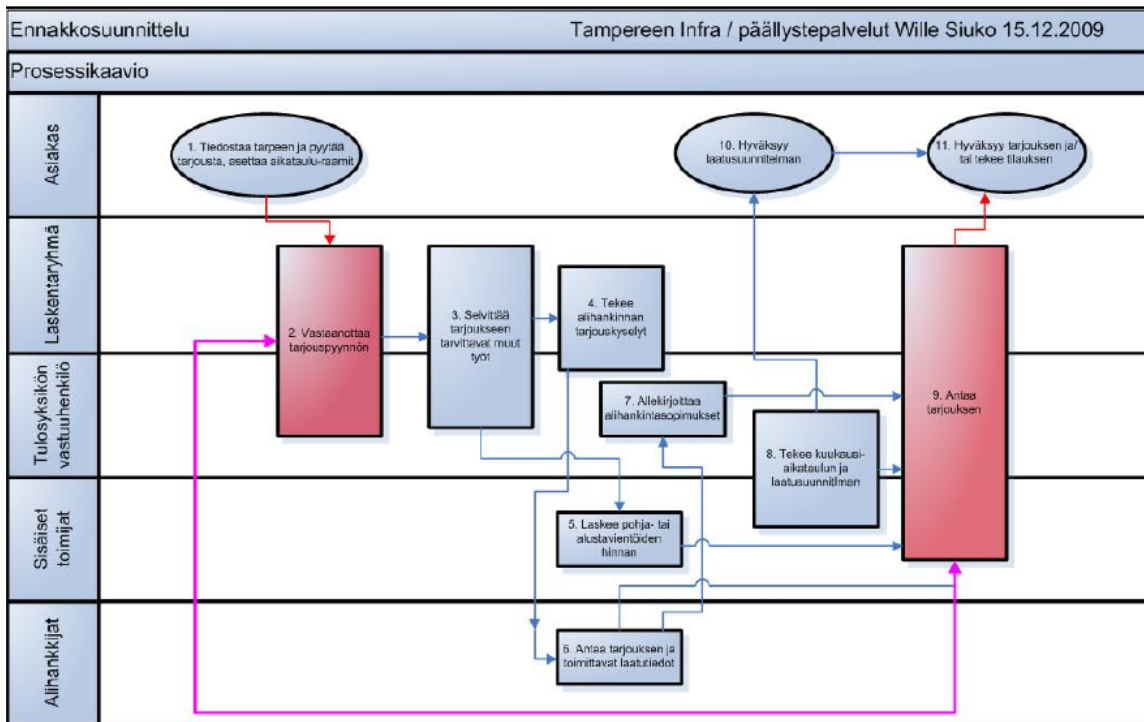 Ennakkosuunnittelu
Tampereen Infra / päällystepalvelut Wille Siuko 15.12.2009
Prosessikaavio
Asiakas
1. Tiedostaa tarpeen ja pyytää
tarjousta, asettaa aikataulu-raamit
10. Hyväksyy
laatusuunnitelman
11. Hyväksyy tarjouksen ja/
tai tekee tilauksen
Laskentaryhmä
2. Vastaanottaa
tarjouspyynnön
3. Selvittää
tarjoukseen
tarvittavat muut
työt
4. Tekee
alihankinnan
tarjouskyselyt
Tulosyksikön
vastuuhenkilö
7. Allekirjoittaa
alihankintasopimukset
8. Tekee kuukausi-
aikataulun ja
laatusuunnitlman
9. Antaa
tarjouksen
Sisäiset
toimijat
5. Laskee pohja- tai
alustavientöiden
hinnan
Alihankkijat
6. Antaa tarjouksen ja
toimittavat laatutiedot